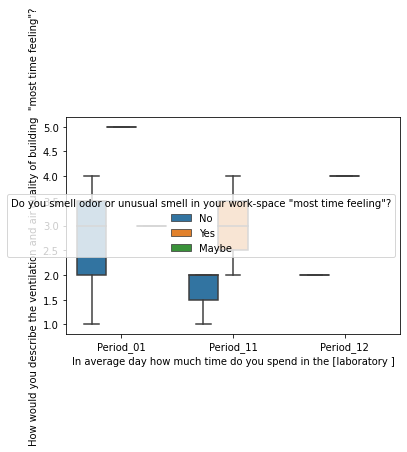 How would you describe the ventilation and air quality of building "most time feeling"?
5.0
4.5
4.0
3.0
2.5
2.0
1.5
1.0
Do you smell odor or unusual smell in your work-space "most time feeling"?
No
Yes
Maybe
Period_01
Period_11
Period_12
In average day how much time do you spend in the [laboratory ]